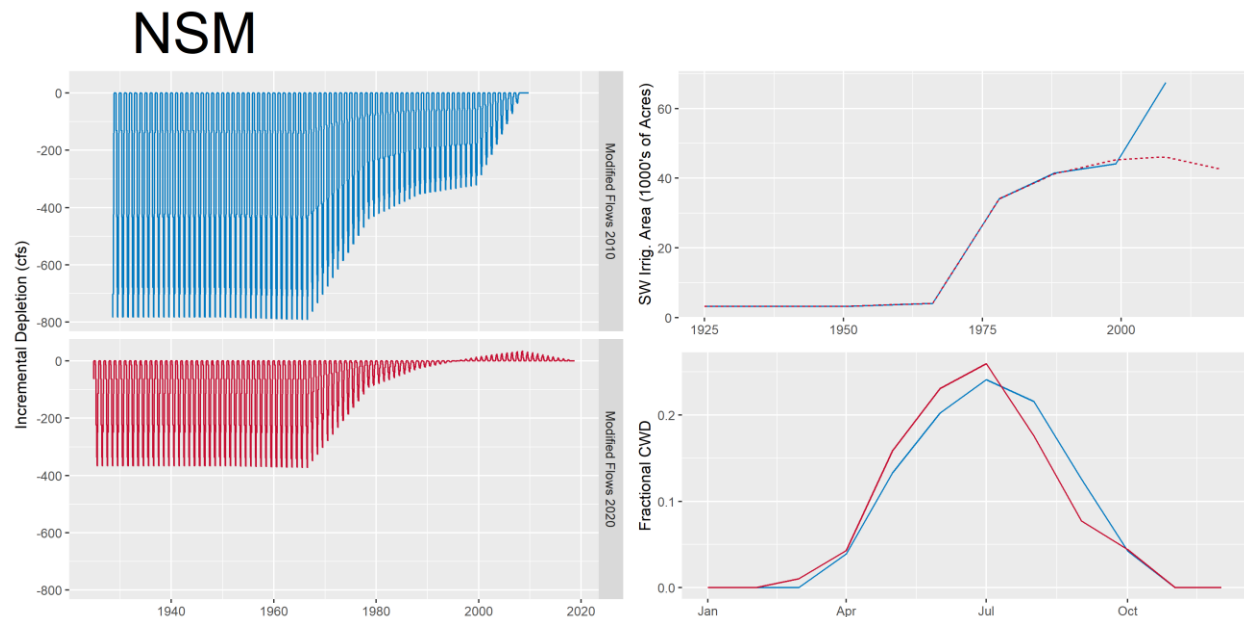 NSM
Incremental Depletion (cfs)
0
-200
-400
-600
-800
Modified Flows 2010
0
-200
-400
-600
-800
Modified Flows 2020
1940
1960
1980
2000
2020
SW Irrig. Area (1000's of Acres)
60
40
20
0
1925
1950
1975
2000
Fractional CWD
0.2
0.1
0.0
Jan
Apr
Jul
Oct